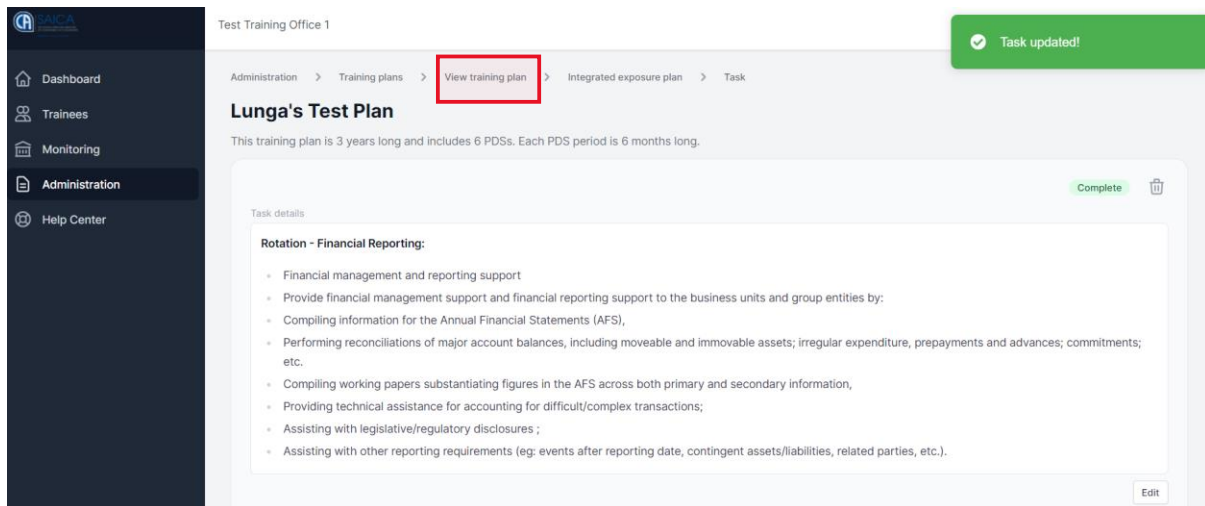 SAICA
Test Training Office 1
Task updated!
Dashboard
Trainees
Monitoring
Administration
Help Center
Administration > Training plans > View training plan > Integrated exposure plan > Task
Lunga's Test Plan
This training plan is 3 years long and includes 6 PDSs. Each PDS period is 6 months long.
Complete
Task details
Rotation - Financial Reporting:
Financial management and reporting support
Provide financial management support and financial reporting support to the business units and group entities by:
Compiling information for the Annual Financial Statements (AFS),
Performing reconciliations of major account balances, including moveable and immovable assets; irregular expenditure, prepayments and advances; commitments;
etc.
Compiling working papers substantiating figures in the AFS across both primary and secondary information,
Providing technical assistance for accounting for difficult/complex transactions;
Assisting with legislative/regulatory disclosures ;
Assisting with other reporting requirements (eg: events after reporting date, contingent assets/liabilities, related parties, etc.).
Edit